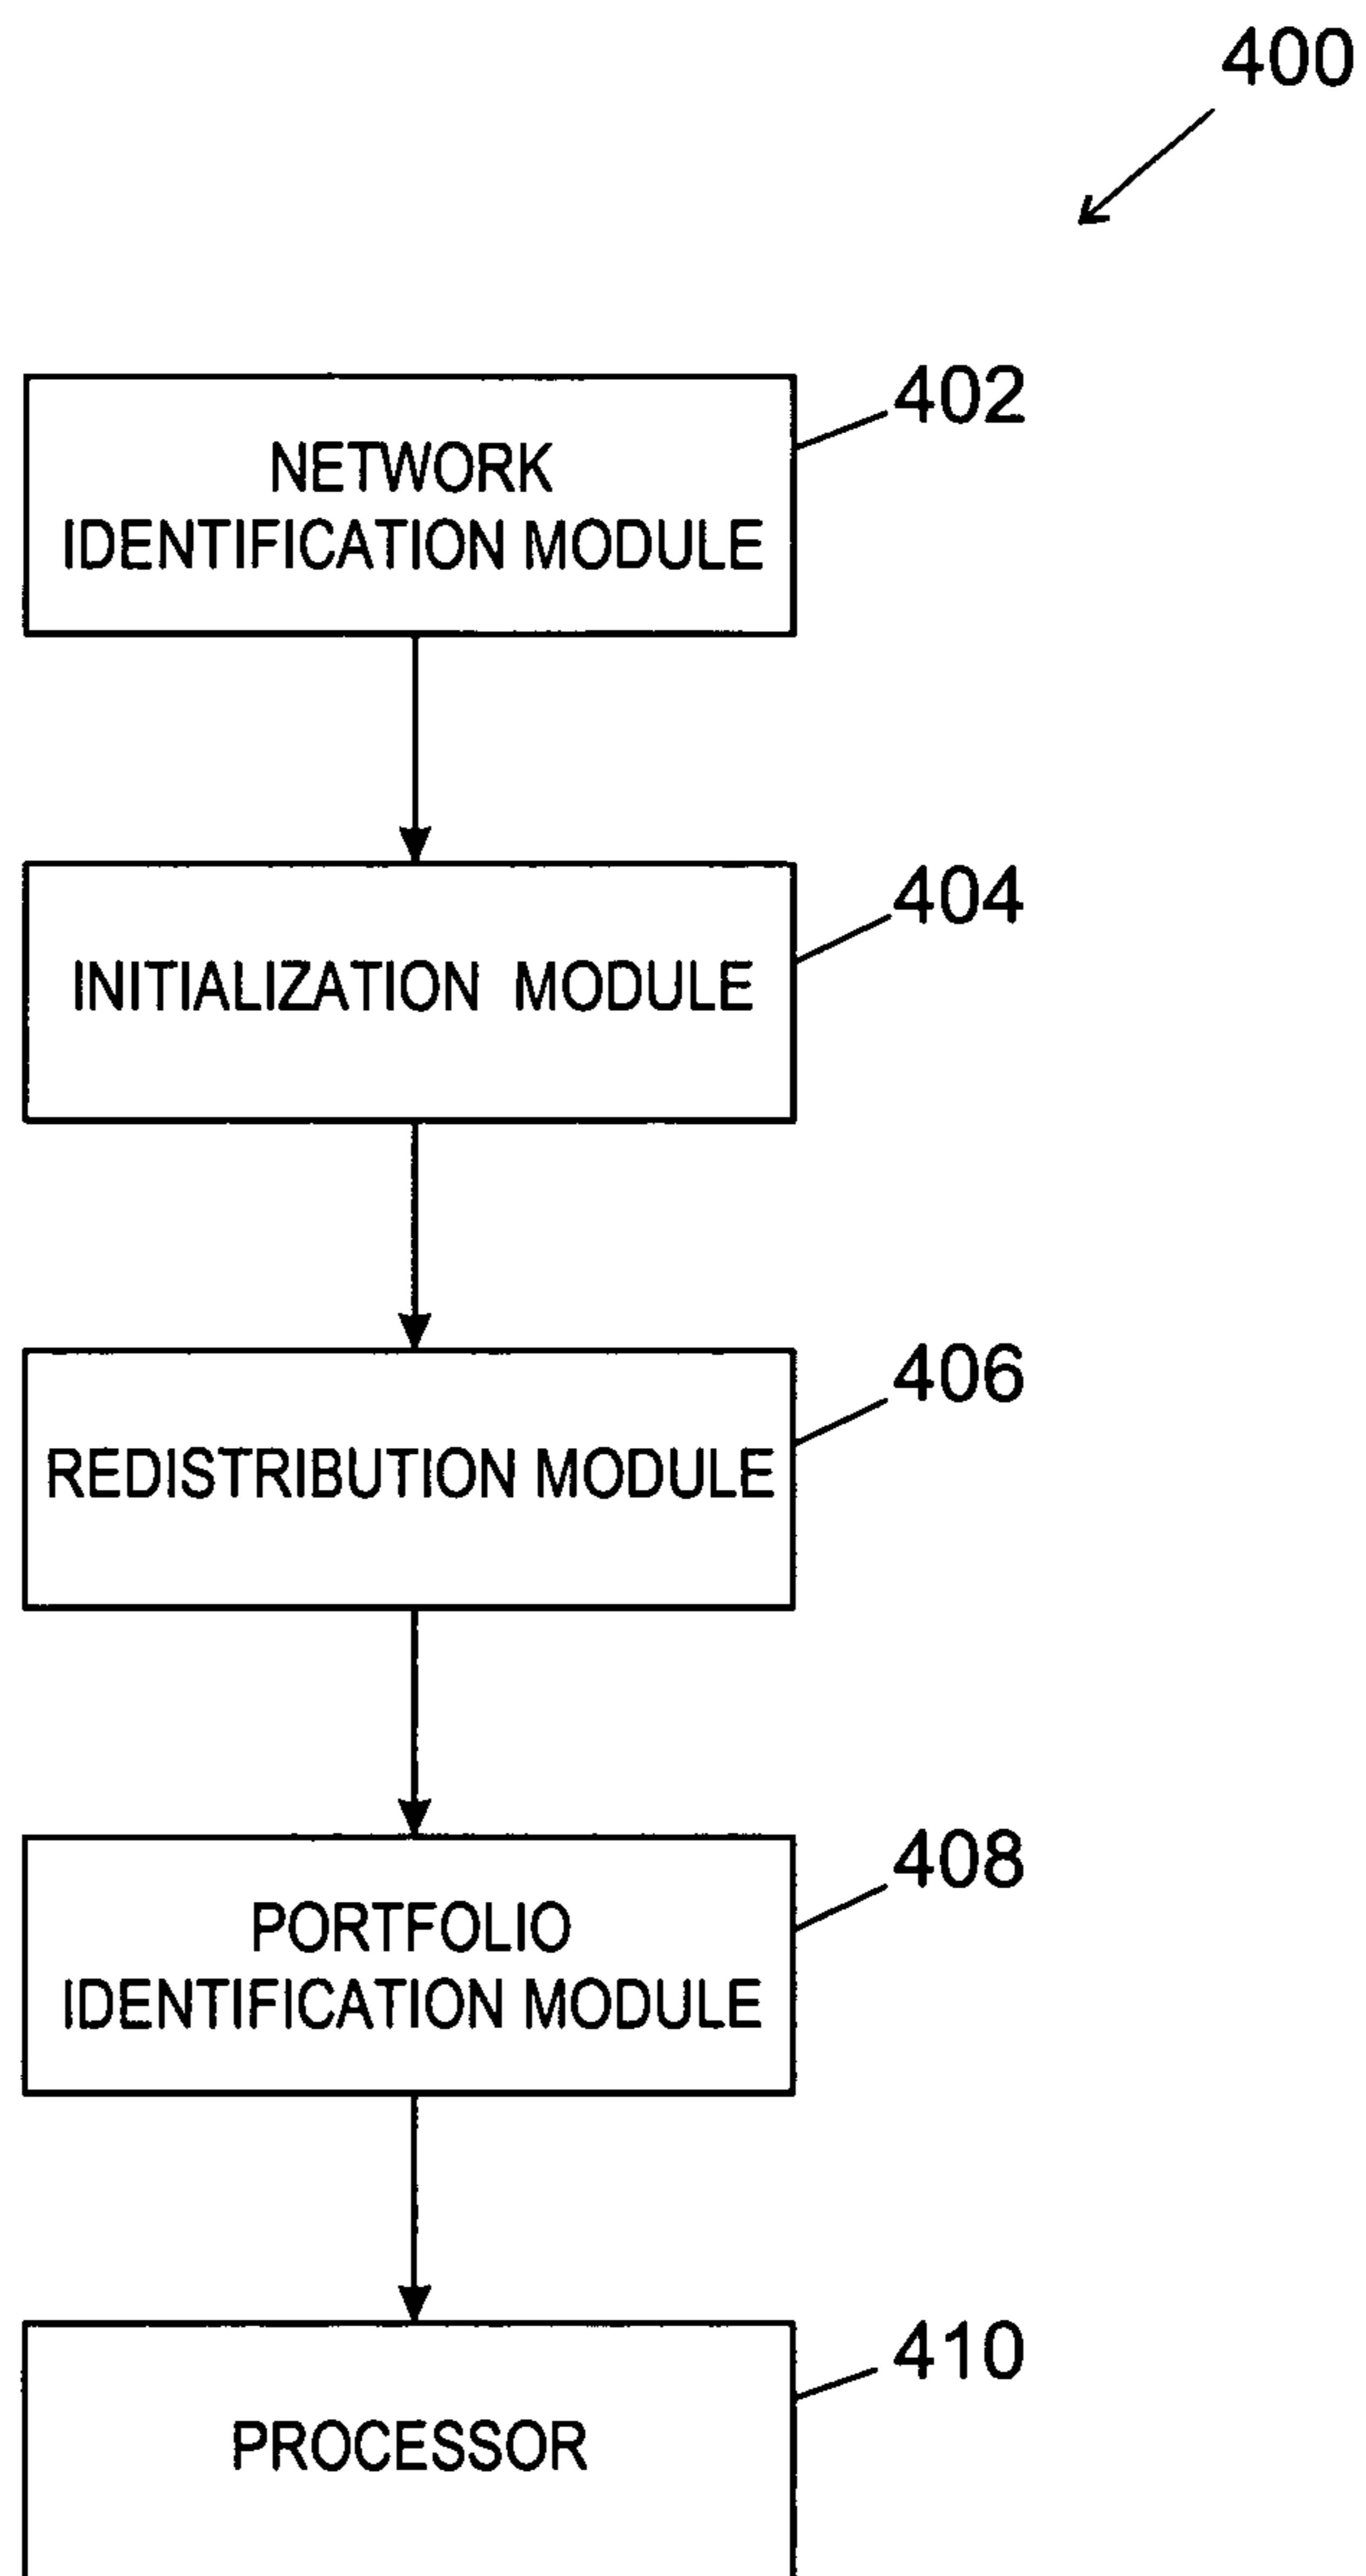 400
402
NETWORK
IDENTIFICATION MODULE
404
INITIALIZATION MODULE
406
REDISTRIBUTION MODULE
408
PORTFOLIO
IDENTIFICATION MODULE
410
PROCESSOR